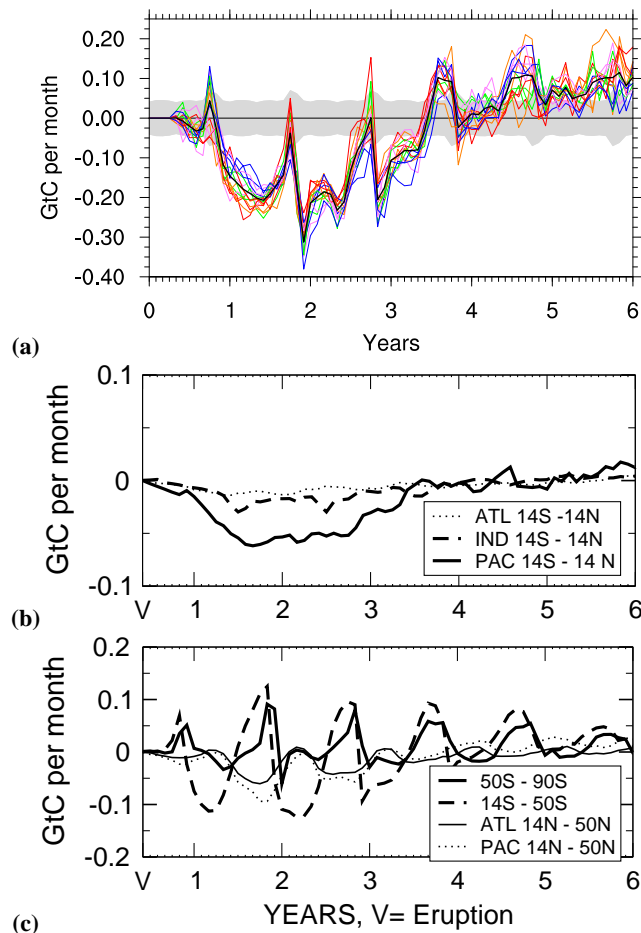 GtC per month
0.20
0.10
0.00
-0.10
-0.20
-0.30
-0.40
0 1 2 3 4 5 6
Years
(a)
GtC per month
0.1
0
-0.1
ATL 14S -14N
IND 14S - 14N
PAC 14S - 14 N
V 1 2 3 4 5 6
(b)
GtC per month
0.2
0.1
0
-0.1
-0.2
50S - 90S
14S - 50S
ATL 14N - 50N
PAC 14N - 50N
V 1 2 3 4 5 6
YEARS, V= Eruption
(c)